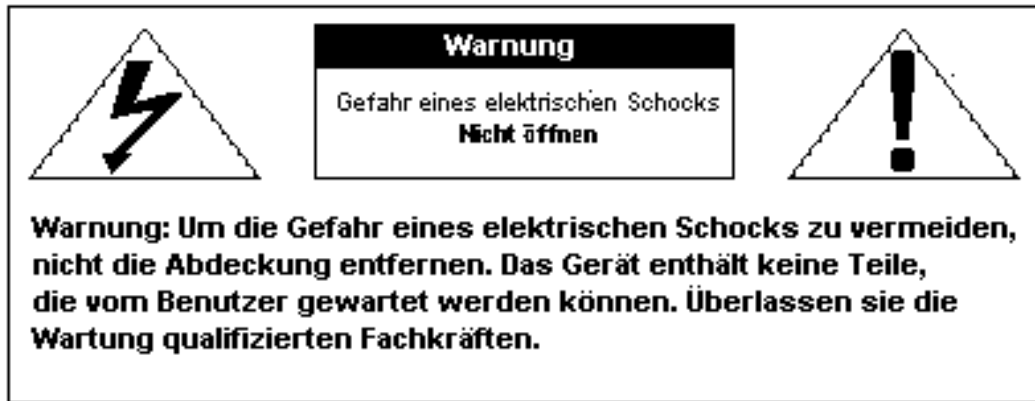 Warnung
Gefahr eines elektrischen Schocks
Nicht öffnen
Warnung: Um die Gefahr eines elektrischen Schocks zu vermeiden,
nicht die Abdeckung entfernen. Das Gerät enthält keine Teile,
die vom Benutzer gewartet werden können. Überlassen sie die
Wartung qualifizierten Fachkräften.